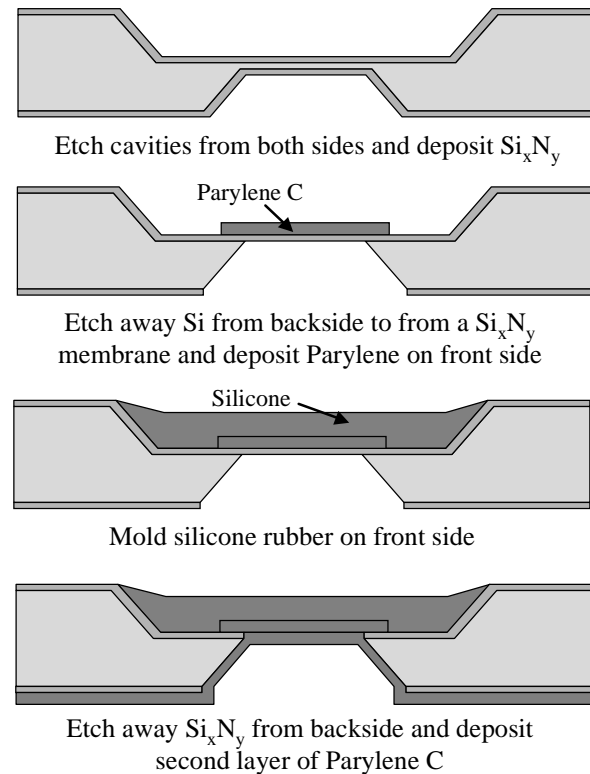 Etch cavities from both sides and deposit SixNy
Parylene C
Etch away Si from backside to from a SixNy
membrane and deposit Parylene on front side
Silicone
Mold silicone rubber on front side
Etch away SixNy from backside and deposit
second layer of Parylene C